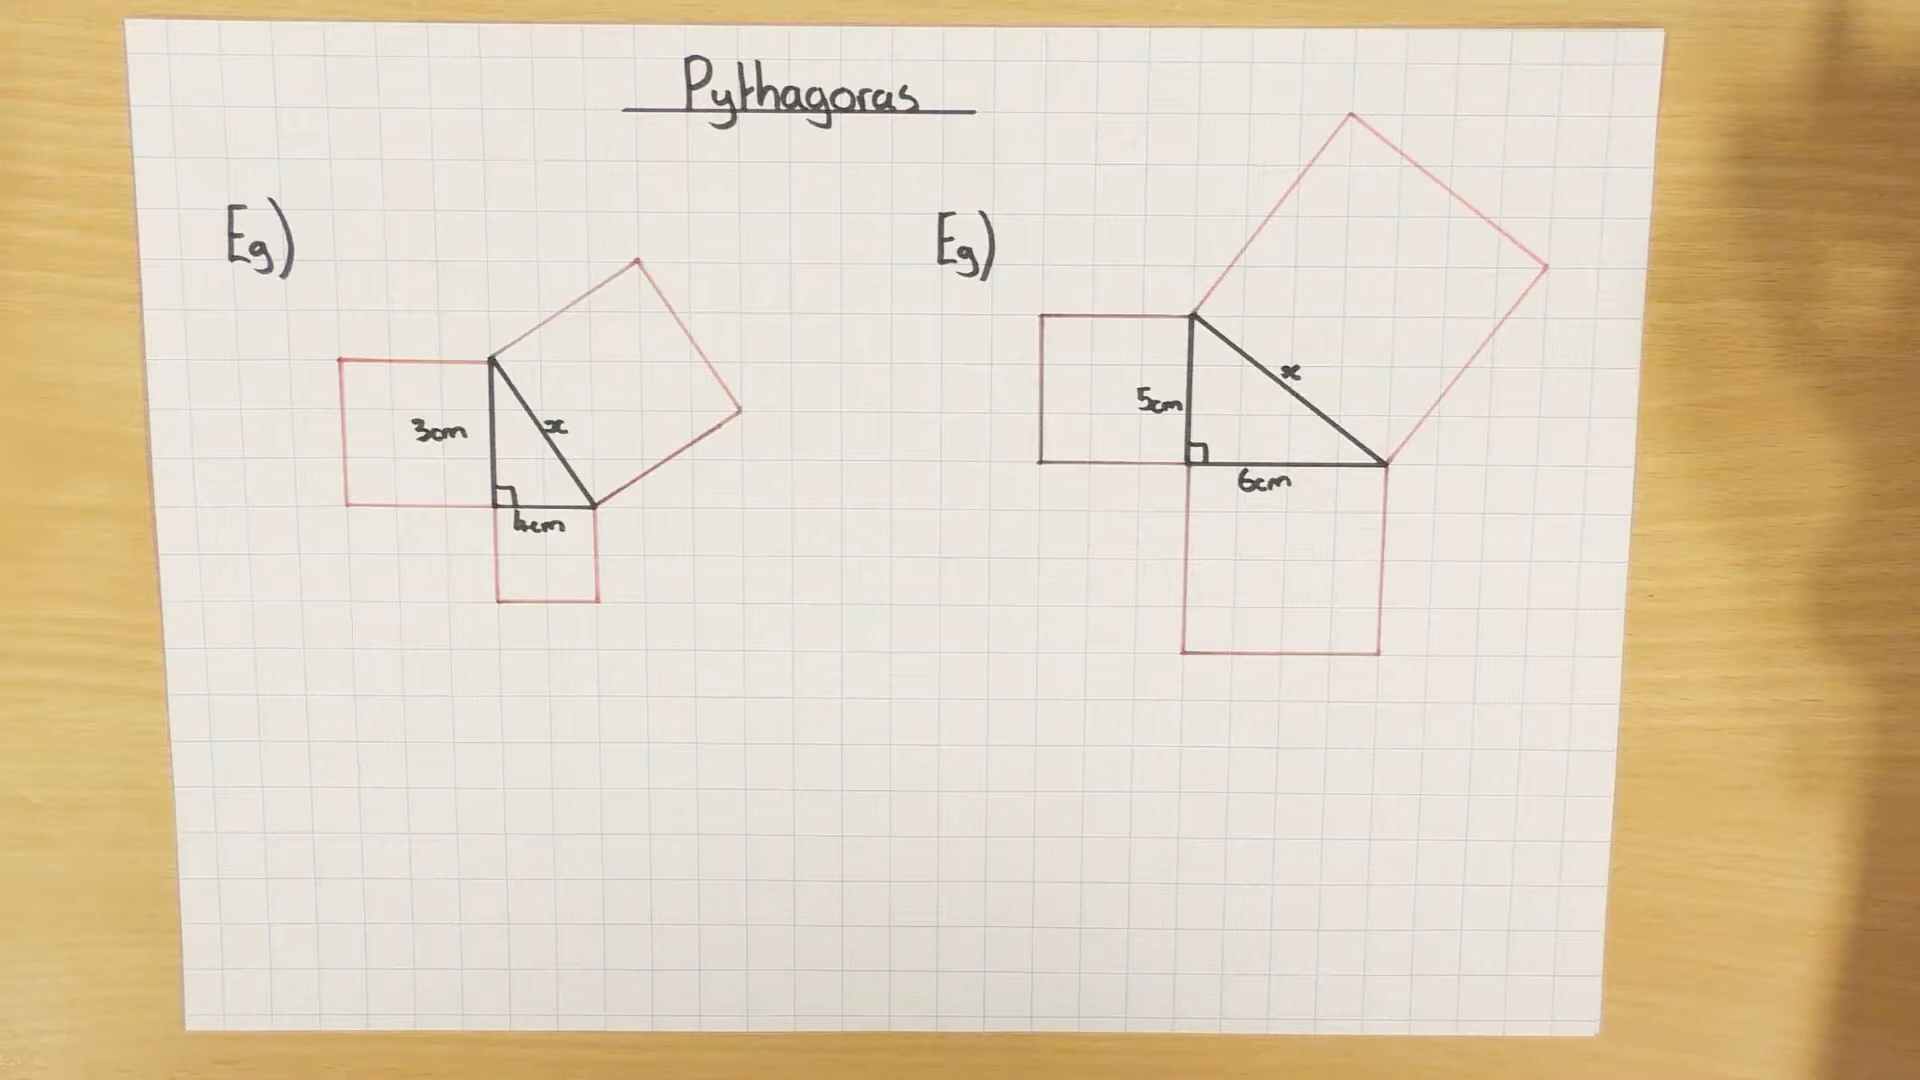 Pythagoras
Eg)
3cm
x
4cm
Eg)
5cm
x
6cm